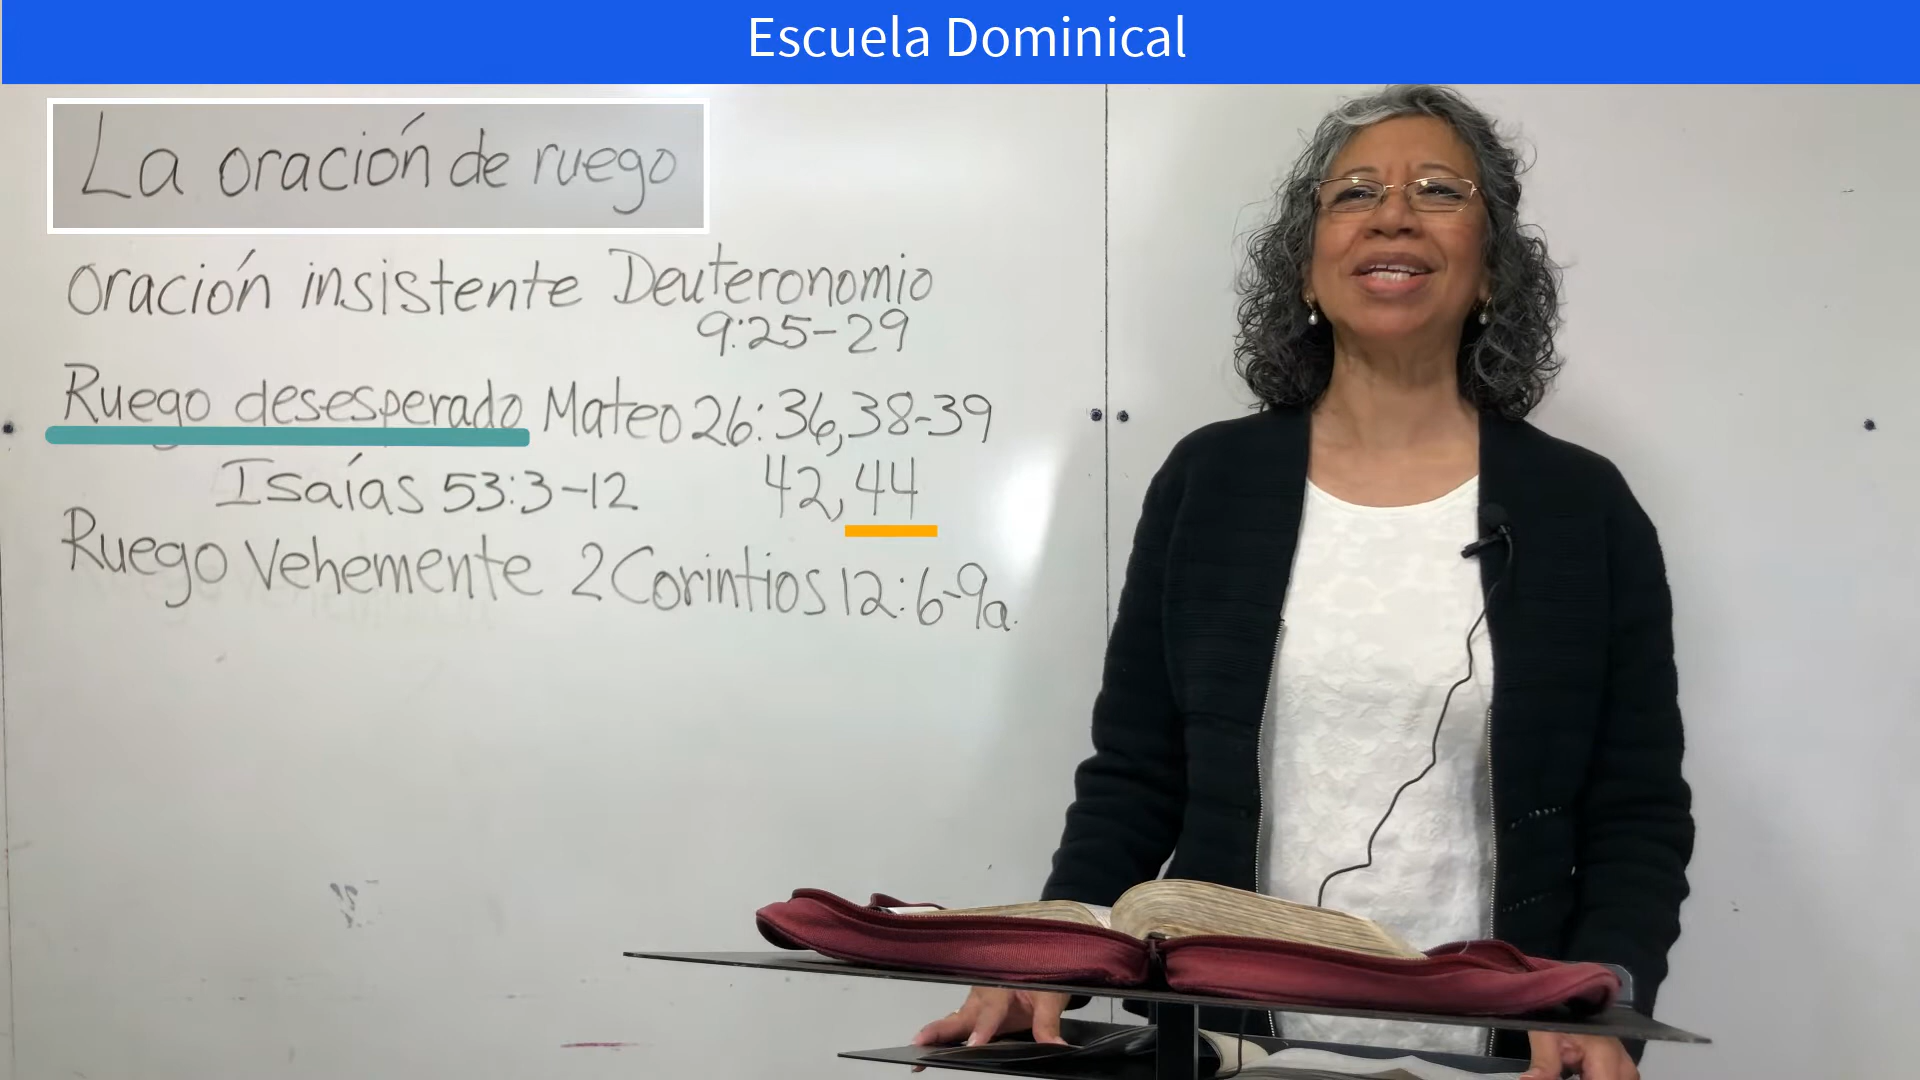 Escuela Dominical
La oración de ruego
Oración insistente Deuteronomio
9:25-29
Ruego desesperado Mateo 26:36,38-39
Isaías 53:3-12 42,44
Ruego Vehemente 2 Corintios 12:6-9a.